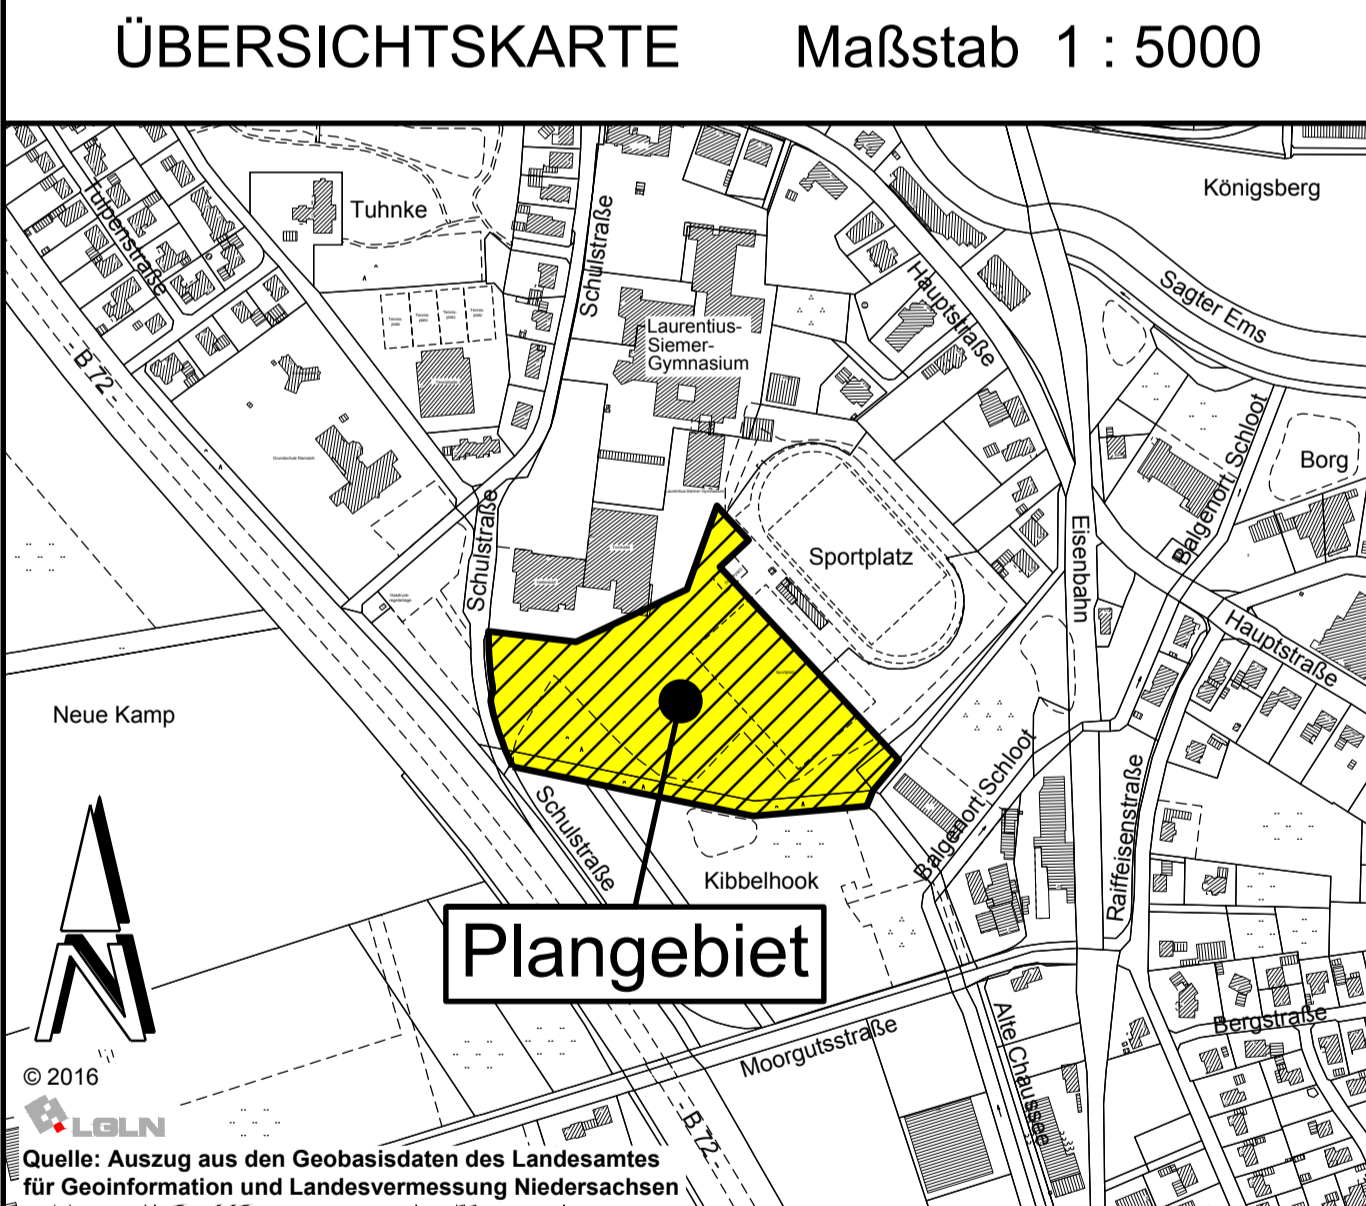 ÜBERSICHTSKARTE Maßstab 1 : 5000
Königsberg
Tuhnke
Tulpenstraße
Schulstraße
Hauptstraße
Sagter Ems
Laurentius-
Siemer-
Gymnasium
- B 72 -
Balgenort Schloot
Borg
Schulstraße
Sportplatz
Eisenbahn
Hauptstraße
Neue Kamp
Balgenort Schloot
Schulstraße
Raiffeisenstraße
Kibbelhook
Plangebiet
N
Bergstraße
Moorgutsstraße
Alte Chaussee
- B 72 -
© 2016
LGLN
Quelle: Auszug aus den Geobasisdaten des Landesamtes
für Geoinformation und Landesvermessung Niedersachsen